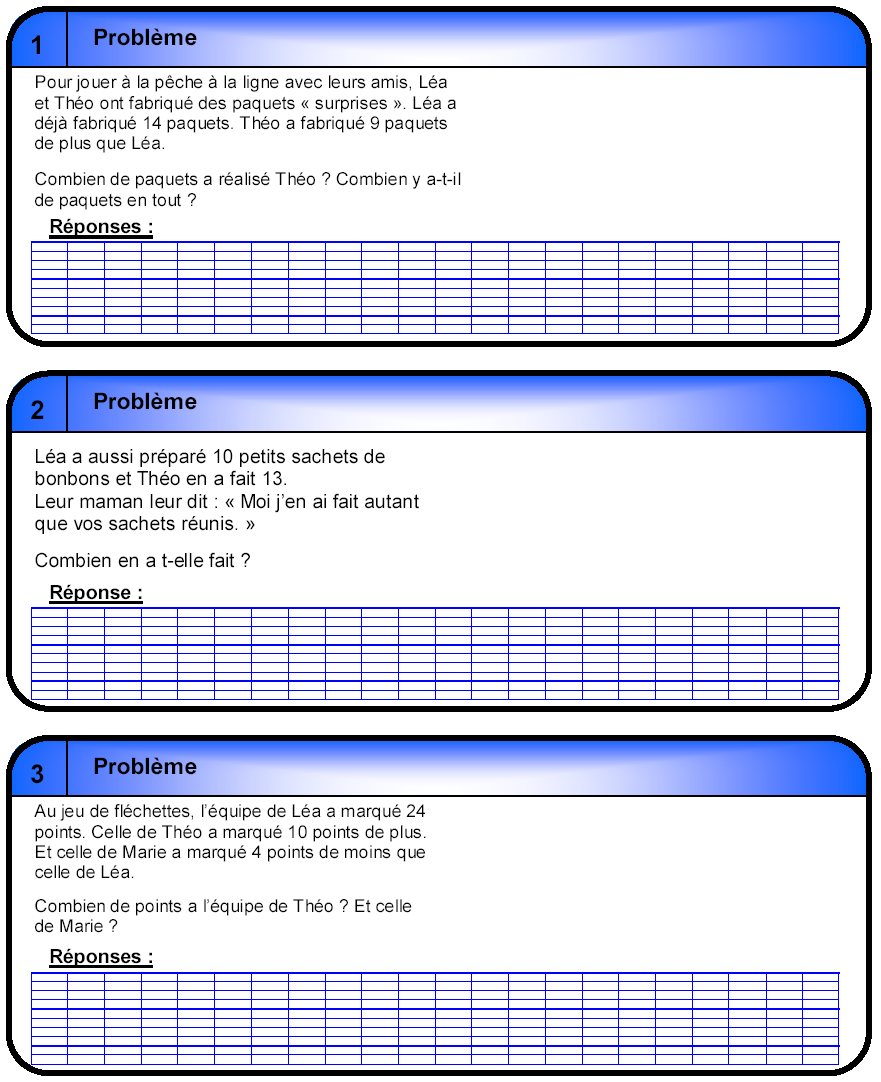 1 Problème
Pour jouer à la pêche à la ligne avec leurs amis, Léa
et Théo ont fabriqué des paquets « surprises ». Léa a
déjà fabriqué 14 paquets. Théo a fabriqué 9 paquets
de plus que Léa.
Combien de paquets a réalisé Théo ? Combien y a-t-il
de paquets en tout ?
Réponses :
2 Problème
Léa a aussi préparé 10 petits sachets de
bonbons et Théo en a fait 13.
Leur maman leur dit : « Moi j’en ai fait autant
que vos sachets réunis. »
Combien en a t-elle fait ?
Réponse :
3 Problème
Au jeu de fléchettes, l’équipe de Léa a marqué 24
points. Celle de Théo a marqué 10 points de plus.
Et celle de Marie a marqué 4 points de moins que
celle de Léa.
Combien de points a l’équipe de Théo ? Et celle
de Marie ?
Réponses :